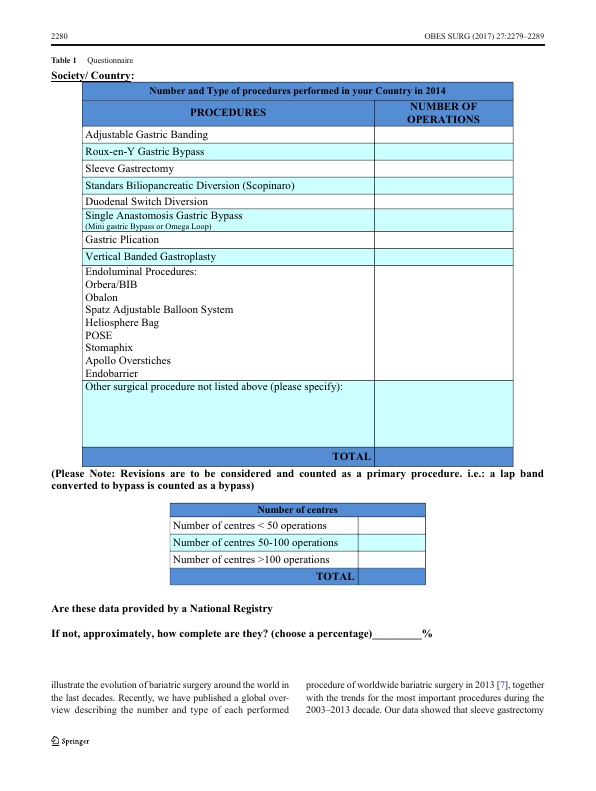 2280
OBES SURG (2017) 27:2279–2289
Table 1 Questionnaire
Society/ Country:
Number and Type of procedures performed in your Country in 2014
PROCEDURES
NUMBER OF
OPERATIONS
Adjustable Gastric Banding
Roux-en-Y Gastric Bypass
Sleeve Gastrectomy
Standars Biliopancreatic Diversion (Scopinaro)
Duodenal Switch Diversion
Single Anastomosis Gastric Bypass
(Mini gastric Bypass or Omega Loop)
Gastric Plication
Vertical Banded Gastroplasty
Endoluminal Procedures:
Orbera/BIB
Obalon
Spatz Adjustable Balloon System
Heliosphere Bag
POSE
Stomaphix
Apollo Overstiches
Endobarrier
Other surgical procedure not listed above (please specify):
TOTAL
(Please Note: Revisions are to be considered and counted as a primary procedure. i.e.: a lap band
converted to bypass is counted as a bypass)
Number of centres
Number of centres < 50 operations
Number of centres 50-100 operations
Number of centres >100 operations
TOTAL
Are these data provided by a National Registry
If not, approximately, how complete are they? (choose a percentage)_________%
illustrate the evolution of bariatric surgery around the world in
the last decades. Recently, we have published a global over-
view describing the number and type of each performed
procedure of worldwide bariatric surgery in 2013 [7], together
with the trends for the most important procedures during the
2003–2013 decade. Our data showed that sleeve gastrectomy
Springer